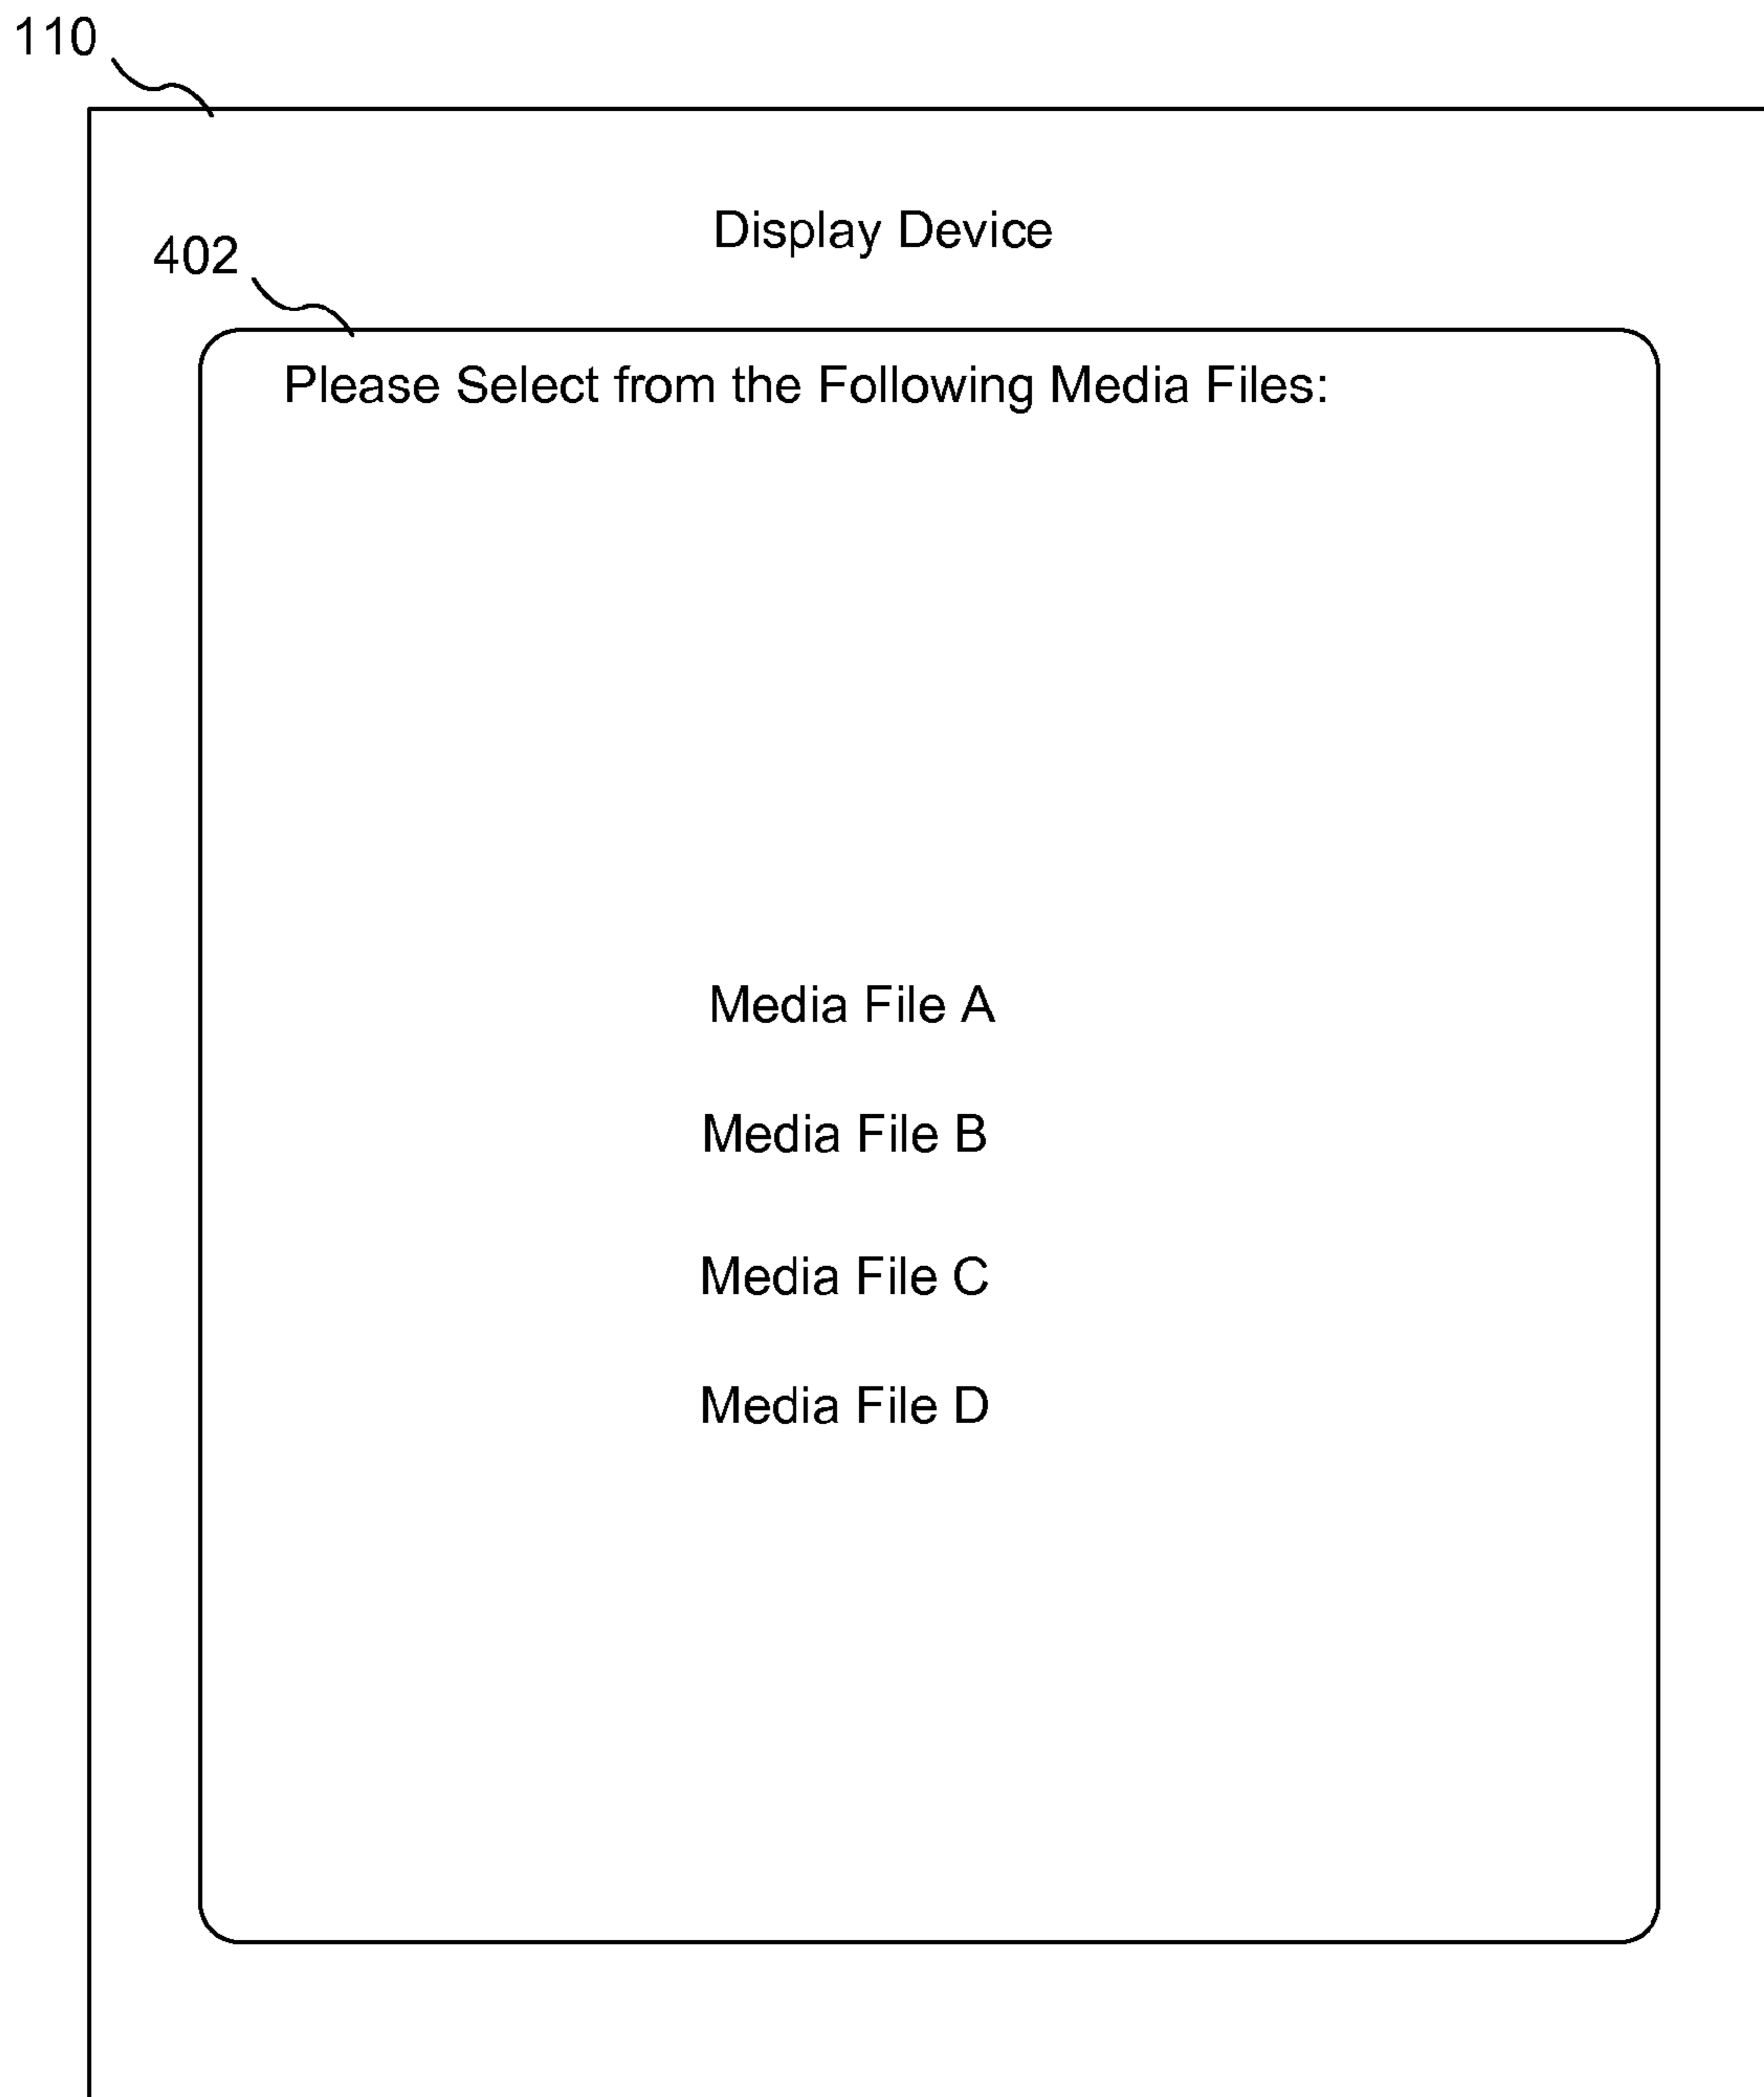 110
Display Device
402
Please Select from the Following Media Files:
Media File A
Media File B
Media File C
Media File D